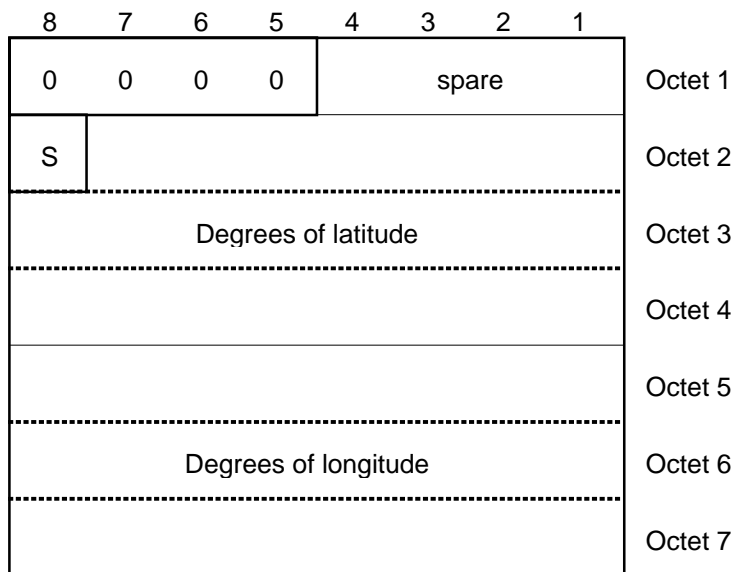 8 7 6 5 4 3 2 1
0 0 0 0 spare Octet 1
S Octet 2
Degrees of latitude Octet 3
Octet 4
Octet 5
Degrees of longitude Octet 6
Octet 7